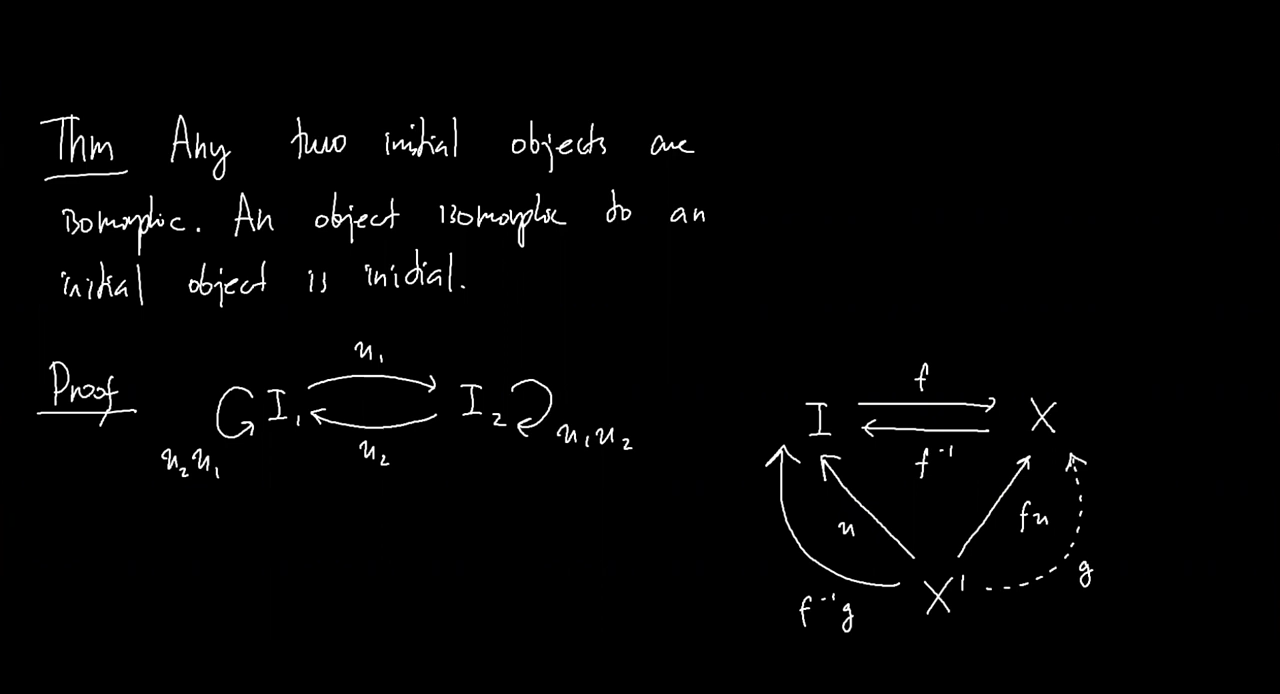 Thm Any two initial objects are
isomorphic. An object isomorphic to an
initial object is initial.
Proof
u₁
I₁ I₂
u₂u₁ u₂ u₁u₂
f
I X
f⁻¹
u fu
g
X'
f⁻¹g